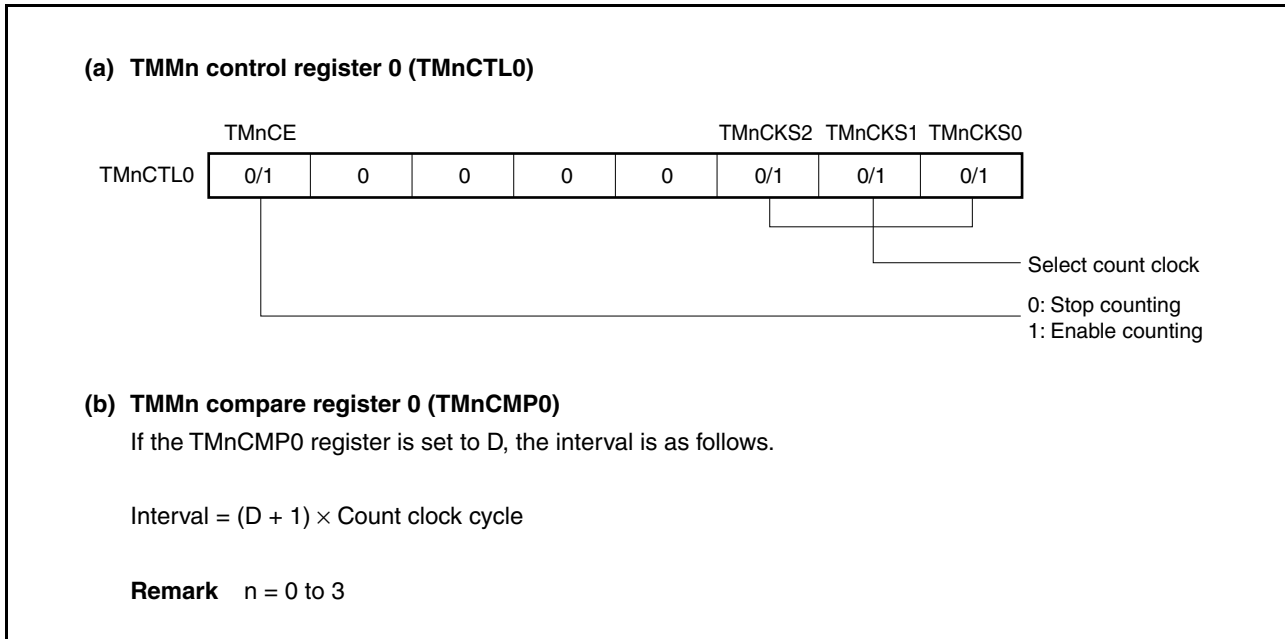 (a) TMMn control register 0 (TMnCTL0)
TMnCE TMnCKS2 TMnCKS1 TMnCKS0
TMnCTL0 0/1 0 0 0 0 0/1 0/1 0/1
Select count clock
0: Stop counting
1: Enable counting
(b) TMMn compare register 0 (TMnCMP0)
If the TMnCMP0 register is set to D, the interval is as follows.
Interval = (D + 1) × Count clock cycle
Remark n = 0 to 3